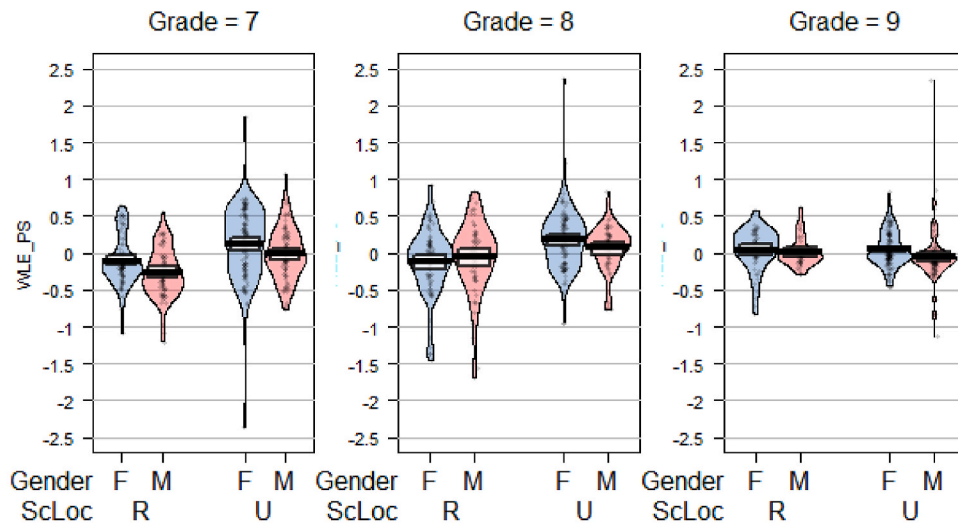 Grade = 7 Grade = 8 Grade = 9
2.5 2.5 2.5
2 2 2
1.5 1.5 1.5
1 1 1
0.5 0.5 0.5
0 0 0
-0.5 -0.5 -0.5
-1 -1 -1
-1.5 -1.5 -1.5
-2 -2 -2
-2.5 -2.5 -2.5
WLE_PS
Gender F M F M Gender F M F M Gender F M F M
ScLoc R U ScLoc R U ScLoc R U